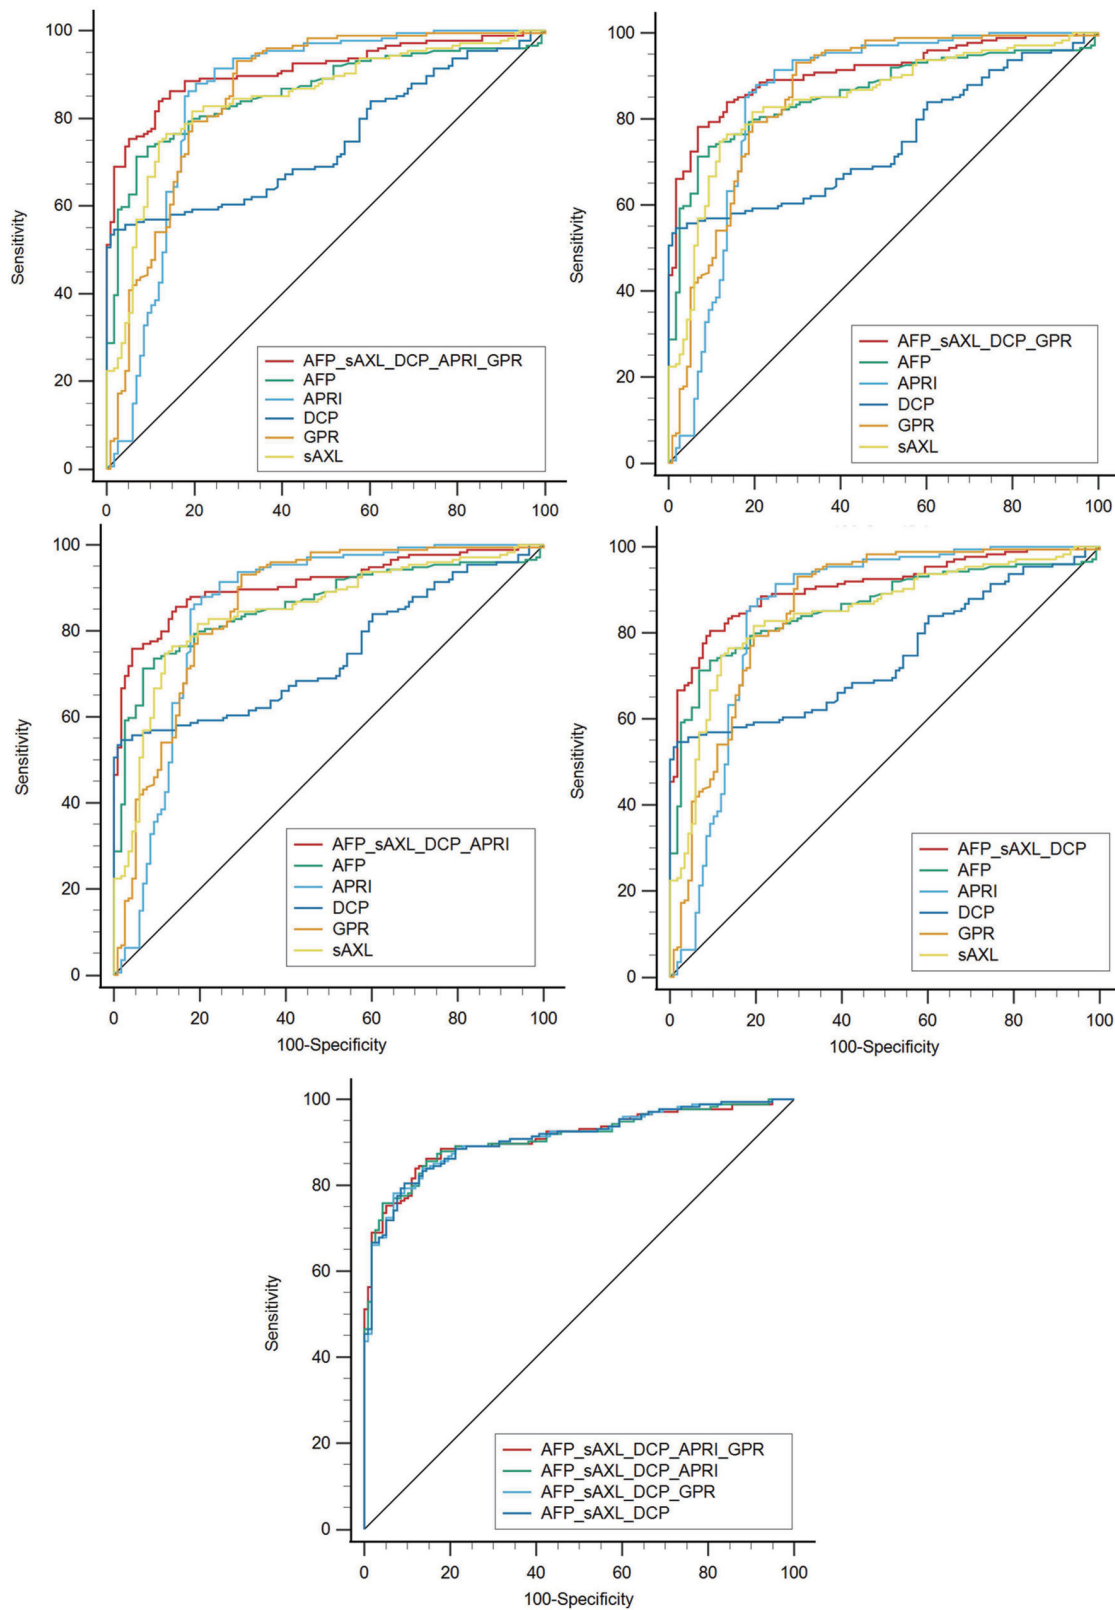 100
80
60
40
20
0
Sensitivity
AFP_sAXL_DCP_APRI_GPR
AFP
APRI
DCP
GPR
sAXL
0 20 40 60 80 100
100
80
60
40
20
0
Sensitivity
AFP_sAXL_DCP_GPR
AFP
APRI
DCP
GPR
sAXL
0 20 40 60 80 100
100
80
60
40
20
0
Sensitivity
AFP_sAXL_DCP_APRI
AFP
APRI
DCP
GPR
sAXL
0 20 40 60 80 100
100-Specificity
100
80
60
40
20
0
Sensitivity
AFP_sAXL_DCP
AFP
APRI
DCP
GPR
sAXL
0 20 40 60 80 100
100-Specificity
100
80
60
40
20
0
Sensitivity
AFP_sAXL_DCP_APRI_GPR
AFP_sAXL_DCP_APRI
AFP_sAXL_DCP_GPR
AFP_sAXL_DCP
0 20 40 60 80 100
100-Specificity